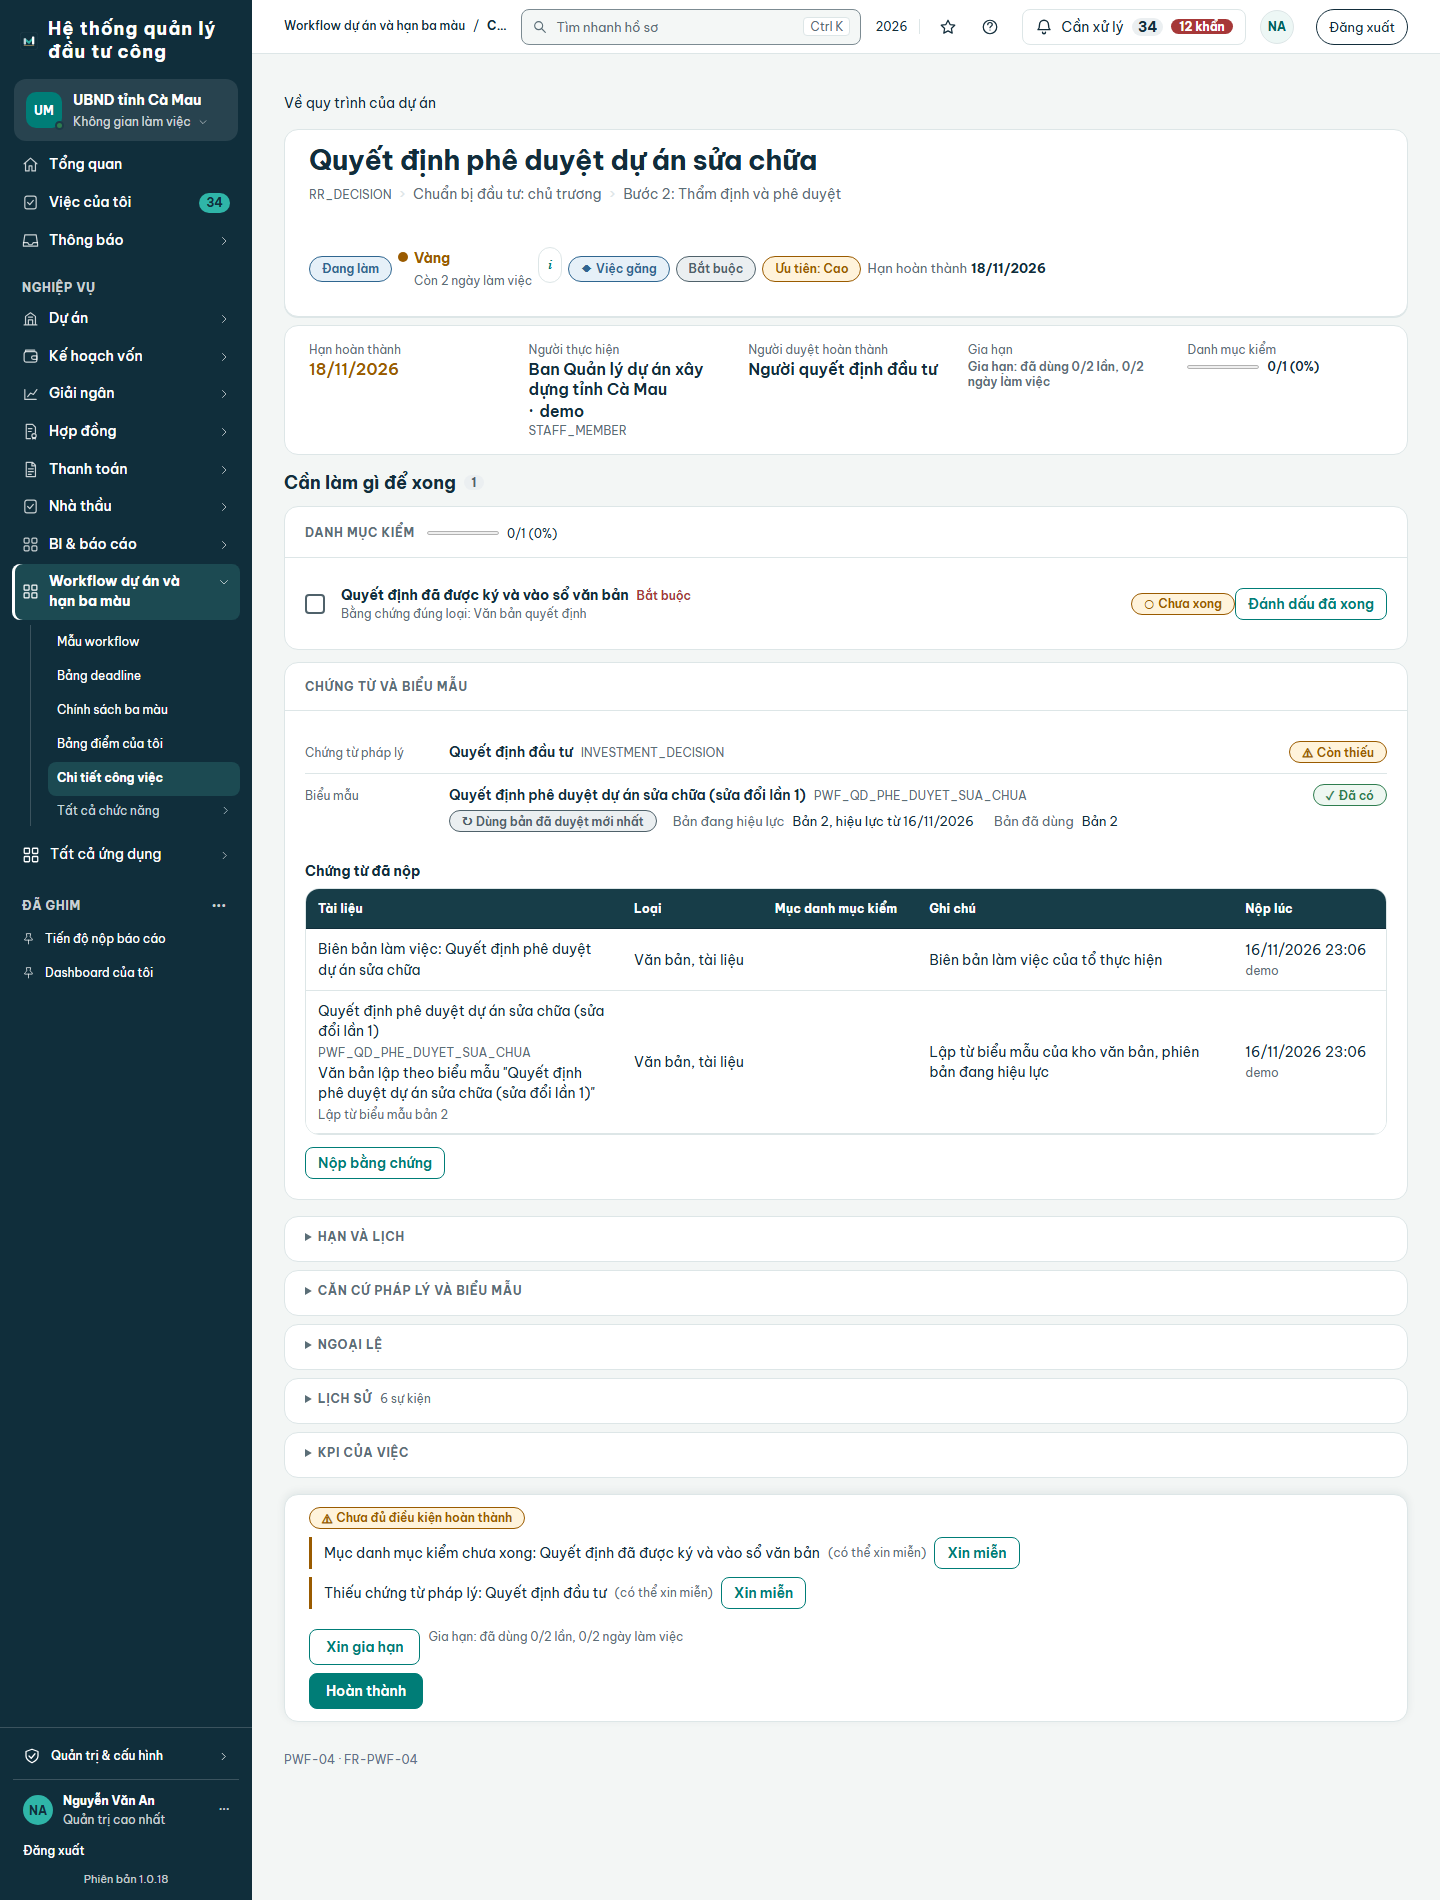 Hệ thống quản lý
đầu tư công
UM
UBND tỉnh Cà Mau
Không gian làm việc
Tổng quan
Việc của tôi 34
Thông báo
NGHIỆP VỤ
Dự án
Kế hoạch vốn
Giải ngân
Hợp đồng
Thanh toán
Nhà thầu
BI & báo cáo
Workflow dự án và
hạn ba màu
Mẫu workflow
Bảng deadline
Chính sách ba màu
Bảng điểm của tôi
Chi tiết công việc
Tất cả chức năng
Tất cả ứng dụng
ĐÃ GHIM
Tiến độ nộp báo cáo
Dashboard của tôi
Quản trị & cấu hình
NA
Nguyễn Văn An
Quản trị cao nhất
Đăng xuất
Phiên bản 1.0.18
Workflow dự án và hạn ba màu / C...
Tìm nhanh hồ sơ Ctrl K
2026
Cần xử lý 34 12 khẩn
NA
Đăng xuất
Về quy trình của dự án
Quyết định phê duyệt dự án sửa chữa
RR_DECISION › Chuẩn bị đầu tư: chủ trương › Bước 2: Thẩm định và phê duyệt
Đang làm
Vàng
Còn 2 ngày làm việc
i
Việc găng
Bắt buộc
Ưu tiên: Cao
Hạn hoàn thành 18/11/2026
Hạn hoàn thành
18/11/2026
Người thực hiện
Ban Quản lý dự án xây
dựng tỉnh Cà Mau
· demo
STAFF_MEMBER
Người duyệt hoàn thành
Người quyết định đầu tư
Gia hạn
Gia hạn: đã dùng 0/2 lần, 0/2
ngày làm việc
Danh mục kiểm
0/1 (0%)
Cần làm gì để xong 1
DANH MỤC KIỂM 0/1 (0%)
Quyết định đã được ký và vào sổ văn bản Bắt buộc
Bằng chứng đúng loại: Văn bản quyết định
Chưa xong
Đánh dấu đã xong
CHỨNG TỪ VÀ BIỂU MẪU
Chứng từ pháp lý Quyết định đầu tư INVESTMENT_DECISION ⚠ Còn thiếu
Biểu mẫu Quyết định phê duyệt dự án sửa chữa (sửa đổi lần 1) PWF_QD_PHE_DUYET_SUA_CHUA ✓ Đã có
↻ Dùng bản đã duyệt mới nhất Bản đang hiệu lực Bản 2, hiệu lực từ 16/11/2026 Bản đã dùng Bản 2
Chứng từ đã nộp
Tài liệu Loại Mục danh mục kiểm Ghi chú Nộp lúc
Biên bản làm việc: Quyết định phê duyệt
dự án sửa chữa
Văn bản, tài liệu
Biên bản làm việc của tổ thực hiện
16/11/2026 23:06
demo
Quyết định phê duyệt dự án sửa chữa (sửa
đổi lần 1)
PWF_QD_PHE_DUYET_SUA_CHUA
Văn bản lập theo biểu mẫu "Quyết định
phê duyệt dự án sửa chữa (sửa đổi lần 1)"
Lập từ biểu mẫu bản 2
Văn bản, tài liệu
Lập từ biểu mẫu của kho văn bản, phiên
bản đang hiệu lực
16/11/2026 23:06
demo
Nộp bằng chứng
HẠN VÀ LỊCH
CĂN CỨ PHÁP LÝ VÀ BIỂU MẪU
NGOẠI LỆ
LỊCH SỬ 6 sự kiện
KPI CỦA VIỆC
⚠ Chưa đủ điều kiện hoàn thành
Mục danh mục kiểm chưa xong: Quyết định đã được ký và vào sổ văn bản (có thể xin miễn) Xin miễn
Thiếu chứng từ pháp lý: Quyết định đầu tư (có thể xin miễn) Xin miễn
Xin gia hạn Gia hạn: đã dùng 0/2 lần, 0/2 ngày làm việc
Hoàn thành
PWF-04 · FR-PWF-04